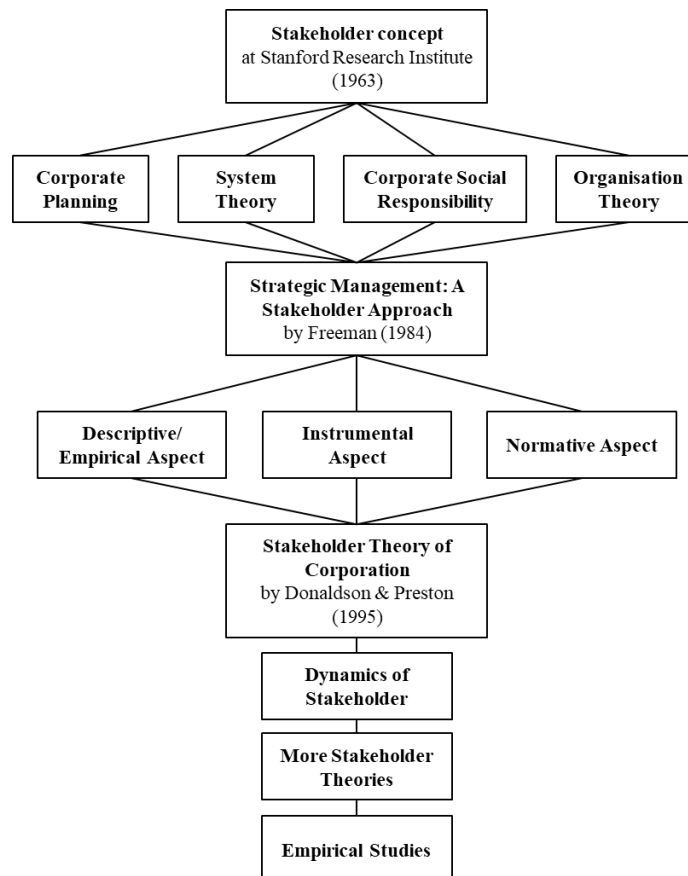 Stakeholder concept
at Stanford Research Institute
(1963)
Corporate
Planning
System
Theory
Corporate Social
Responsibility
Organisation
Theory
Strategic Management: A
Stakeholder Approach
by Freeman (1984)
Descriptive/
Empirical Aspect
Instrumental
Aspect
Normative Aspect
Stakeholder Theory of
Corporation
by Donaldson & Preston
(1995)
Dynamics of
Stakeholder
More Stakeholder
Theories
Empirical Studies